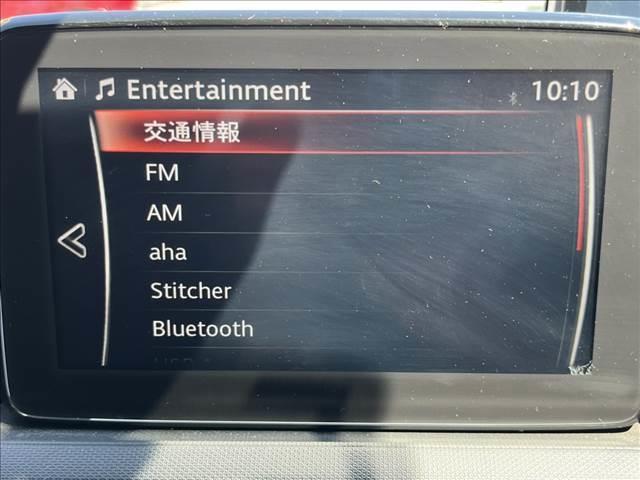 Entertainment 10:10
交通情報
FM
AM
aha
Stitcher
Bluetooth